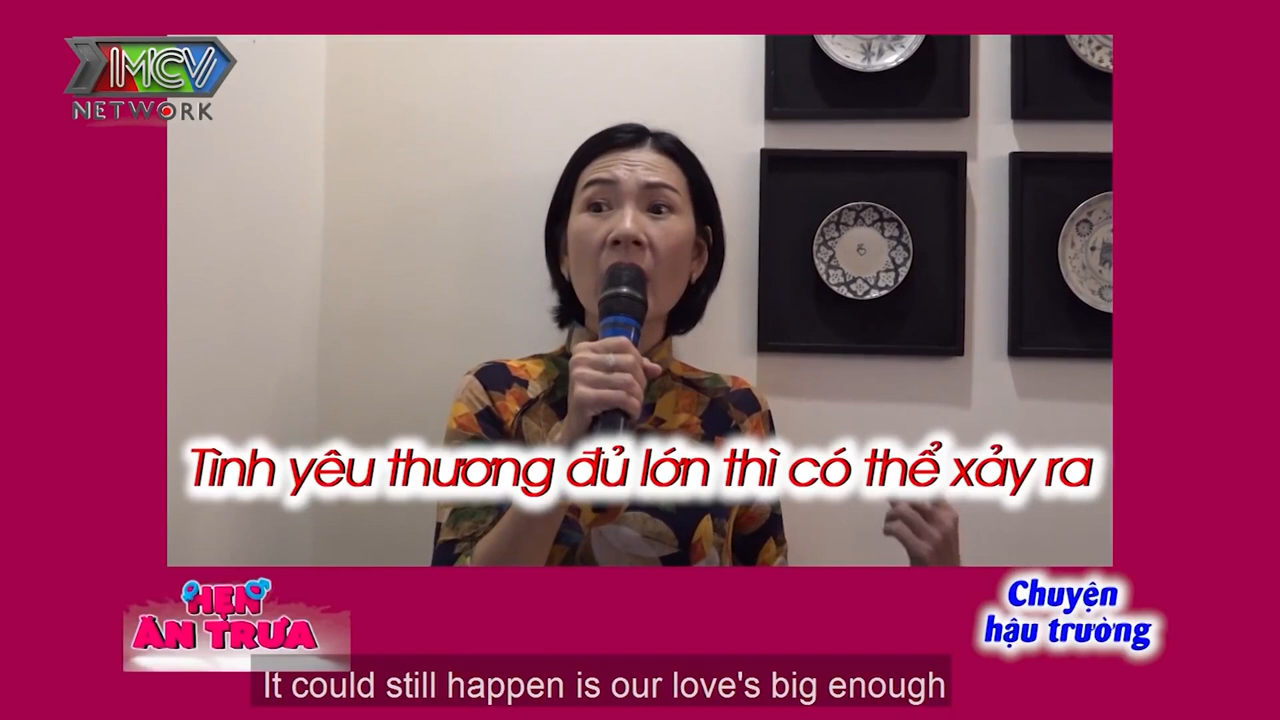 MCV
NETWORK
Tình yêu thương đủ lớn thì có thể xảy ra
HẸN
ĂN TRƯA
Chuyện
hậu trường
It could still happen is our love's big enough